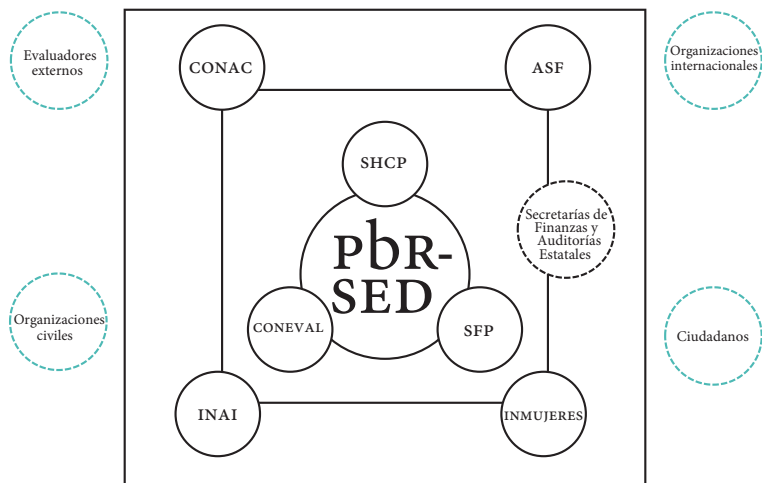 Evaluadores
externos
CONAC
ASF
Organizaciones
internacionales
SHCP
Secretarías de
Finanzas y
Auditorías
Estatales
PbR-
SED
Organizaciones
civiles
CONEVAL
SFP
Ciudadanos
INAI
INMUJERES